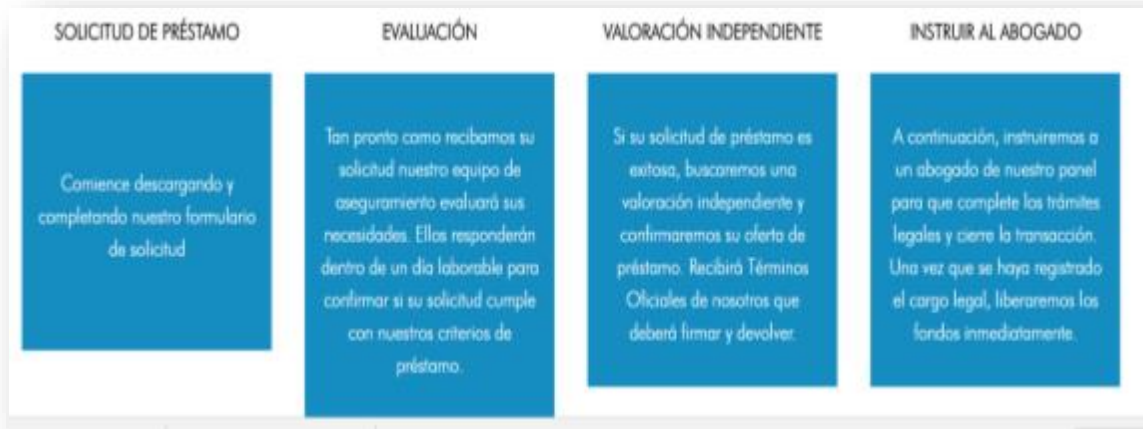 SOLICITUD DE PRÉSTAMO
Comience descargando y
completando nuestro formulario
de solicitud
EVALUACIÓN
Tan pronto como recibamos su
solicitud nuestro equipo de
aseguramiento evaluará sus
necesidades. Ellos responderán
dentro de un día laborable para
confirmar si su solicitud cumple
con nuestros criterios de
préstamo.
VALORACIÓN INDEPENDIENTE
Si su solicitud de préstamo es
exitosa, buscaremos una
valoración independiente y
confirmaremos su oferta de
préstamo. Recibirá Términos
Oficiales de nosotros que
deberá firmar y devolver.
INSTRUIR AL ABOGADO
A continuación, instruiremos a
un abogado de nuestro panel
para que complete los trámites
legales y cierre la transacción.
Una vez que se haya registrado
el cargo legal, liberaremos los
fondos inmediatamente.